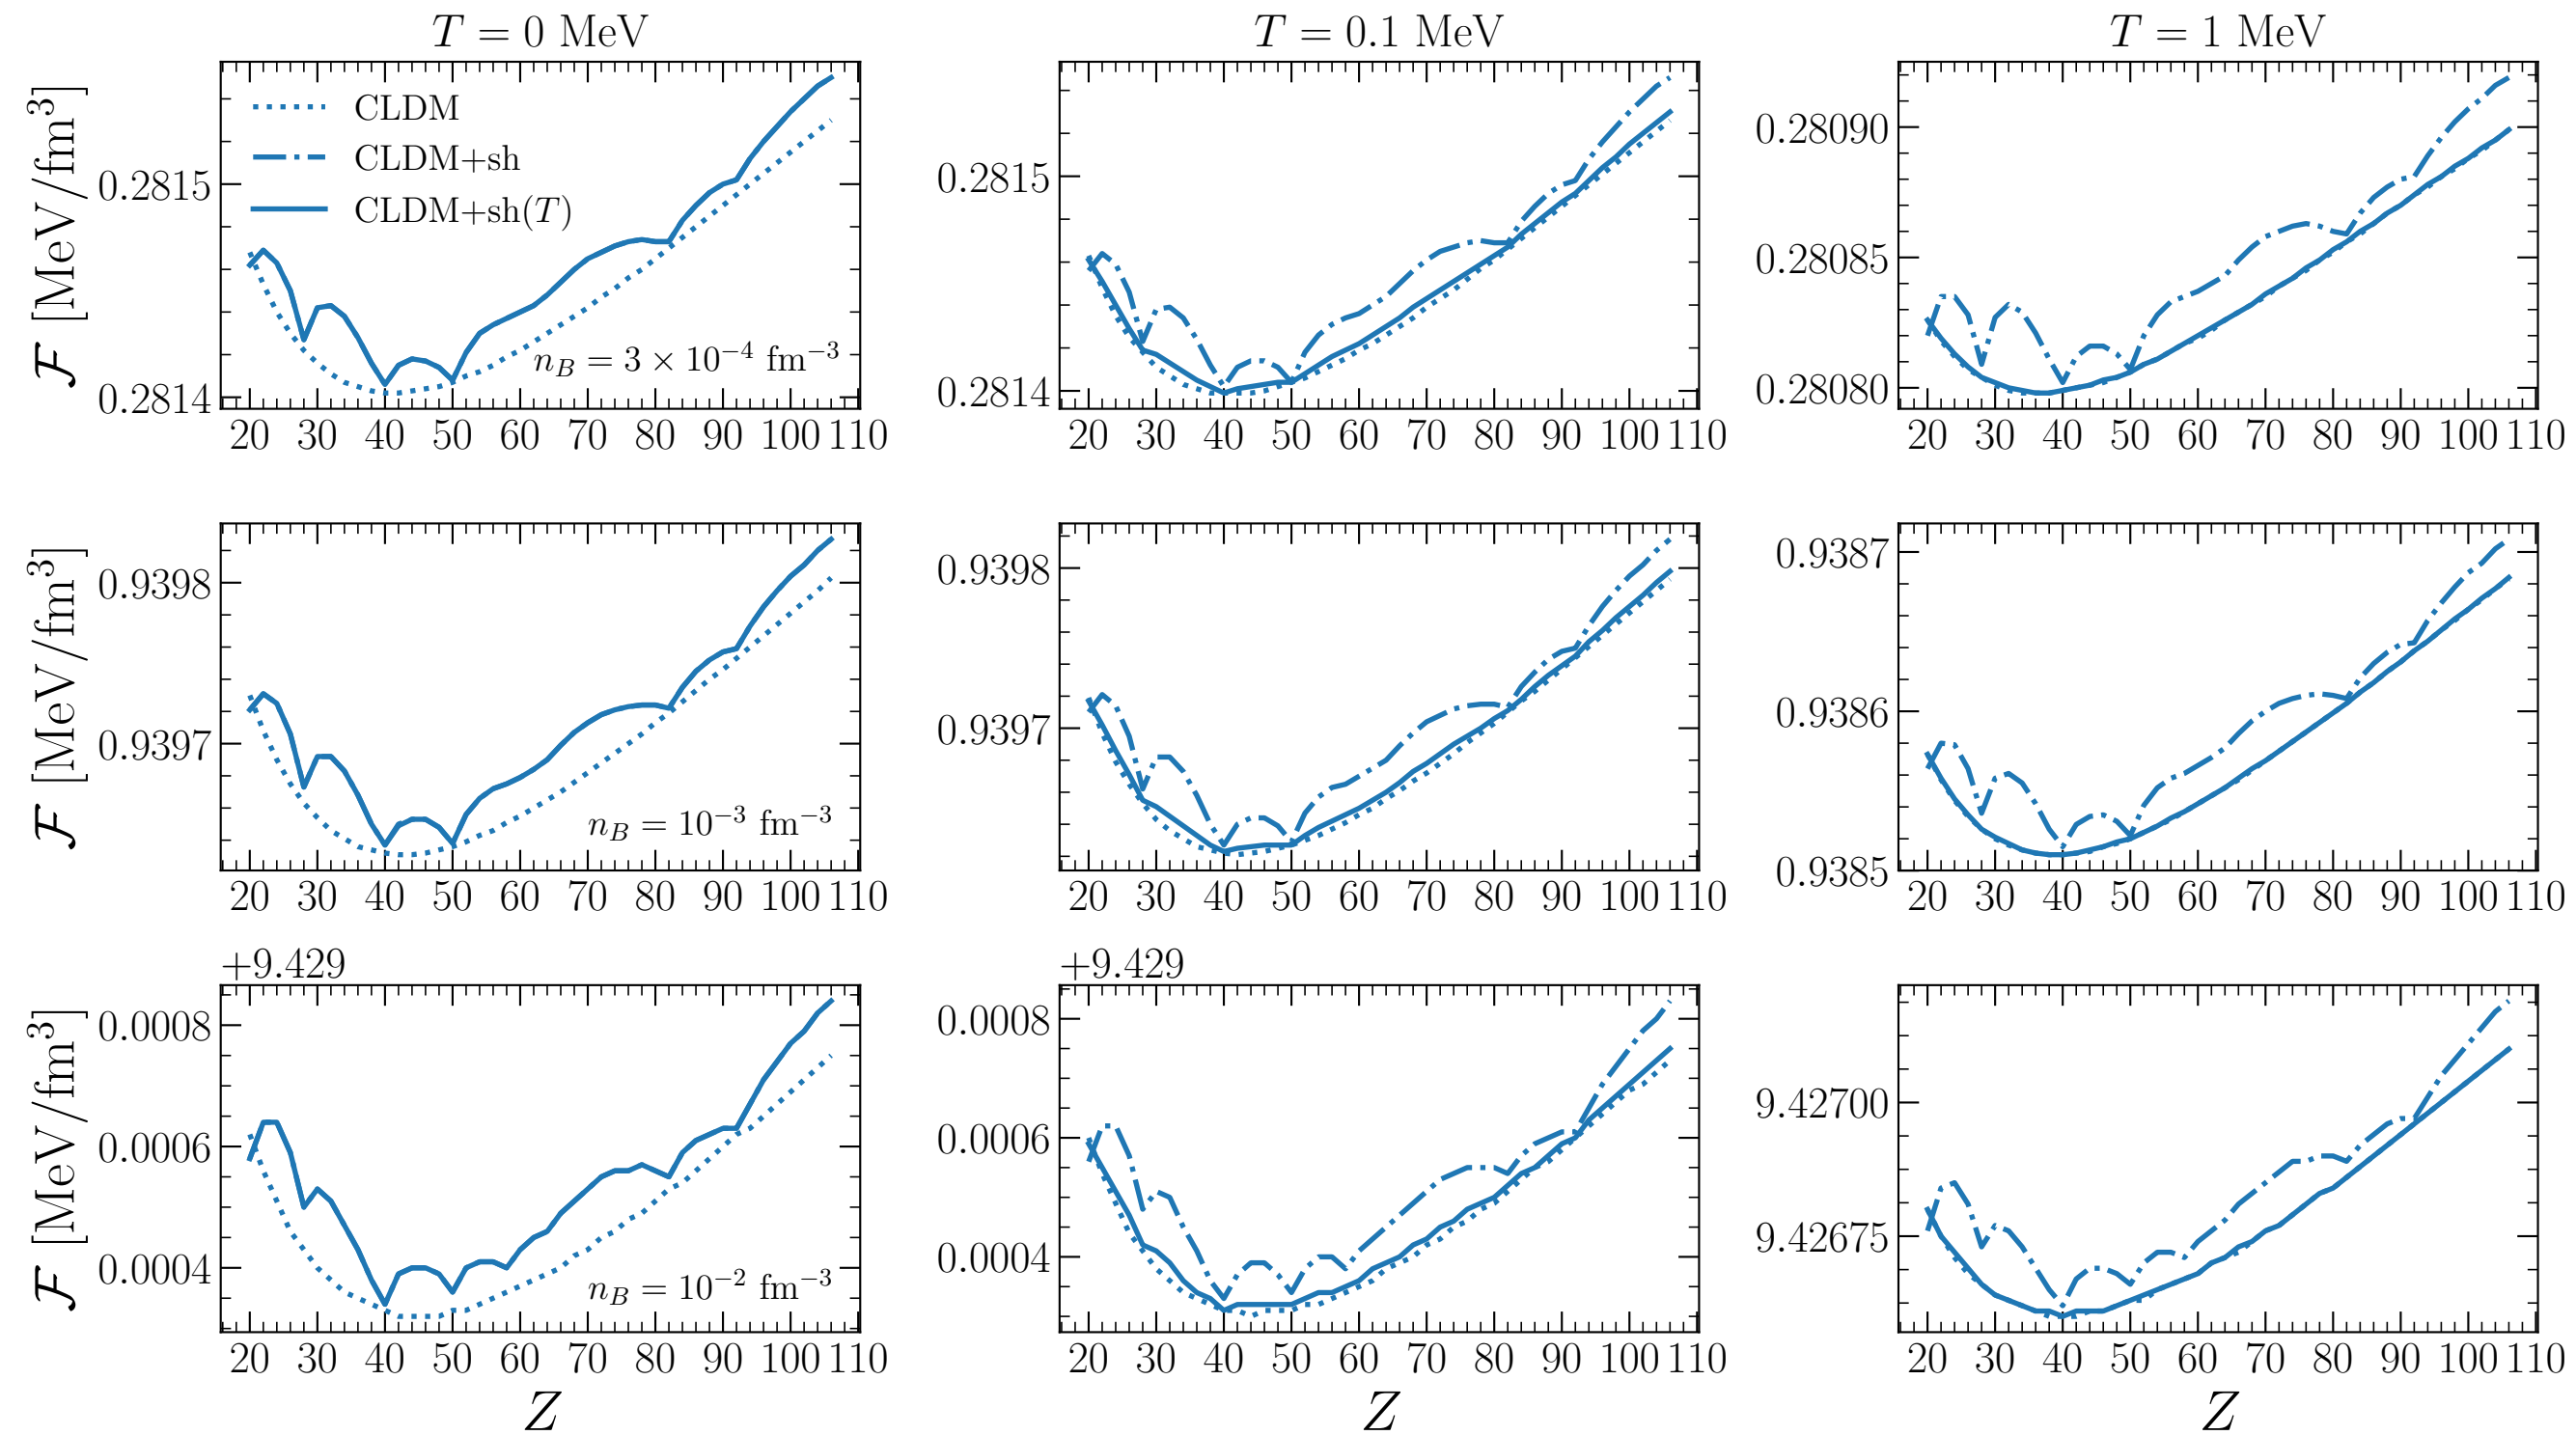 T = 0 MeV
T = 0.1 MeV
T = 1 MeV
F [MeV/fm³]
CLDM
CLDM+sh
CLDM+sh(T)
n_B = 3 × 10⁻⁴ fm⁻³
0.2815
0.2814
20 30 40 50 60 70 80 90 100 110
0.2815
0.2814
20 30 40 50 60 70 80 90 100 110
0.28090
0.28085
0.28080
20 30 40 50 60 70 80 90 100 110
F [MeV/fm³]
0.9398
0.9397
n_B = 10⁻³ fm⁻³
20 30 40 50 60 70 80 90 100 110
0.9398
0.9397
20 30 40 50 60 70 80 90 100 110
0.9387
0.9386
0.9385
20 30 40 50 60 70 80 90 100 110
F [MeV/fm³]
+9.429
0.0008
0.0006
0.0004
n_B = 10⁻² fm⁻³
20 30 40 50 60 70 80 90 100 110
Z
+9.429
0.0008
0.0006
0.0004
20 30 40 50 60 70 80 90 100 110
Z
9.42700
9.42675
20 30 40 50 60 70 80 90 100 110
Z